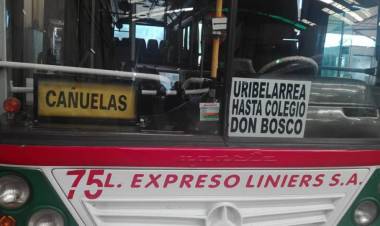 CAÑUELAS
URIBELARREA
HASTA COLEGIO
DON BOSCO
75 L. EXPRESO LINIERS S.A.